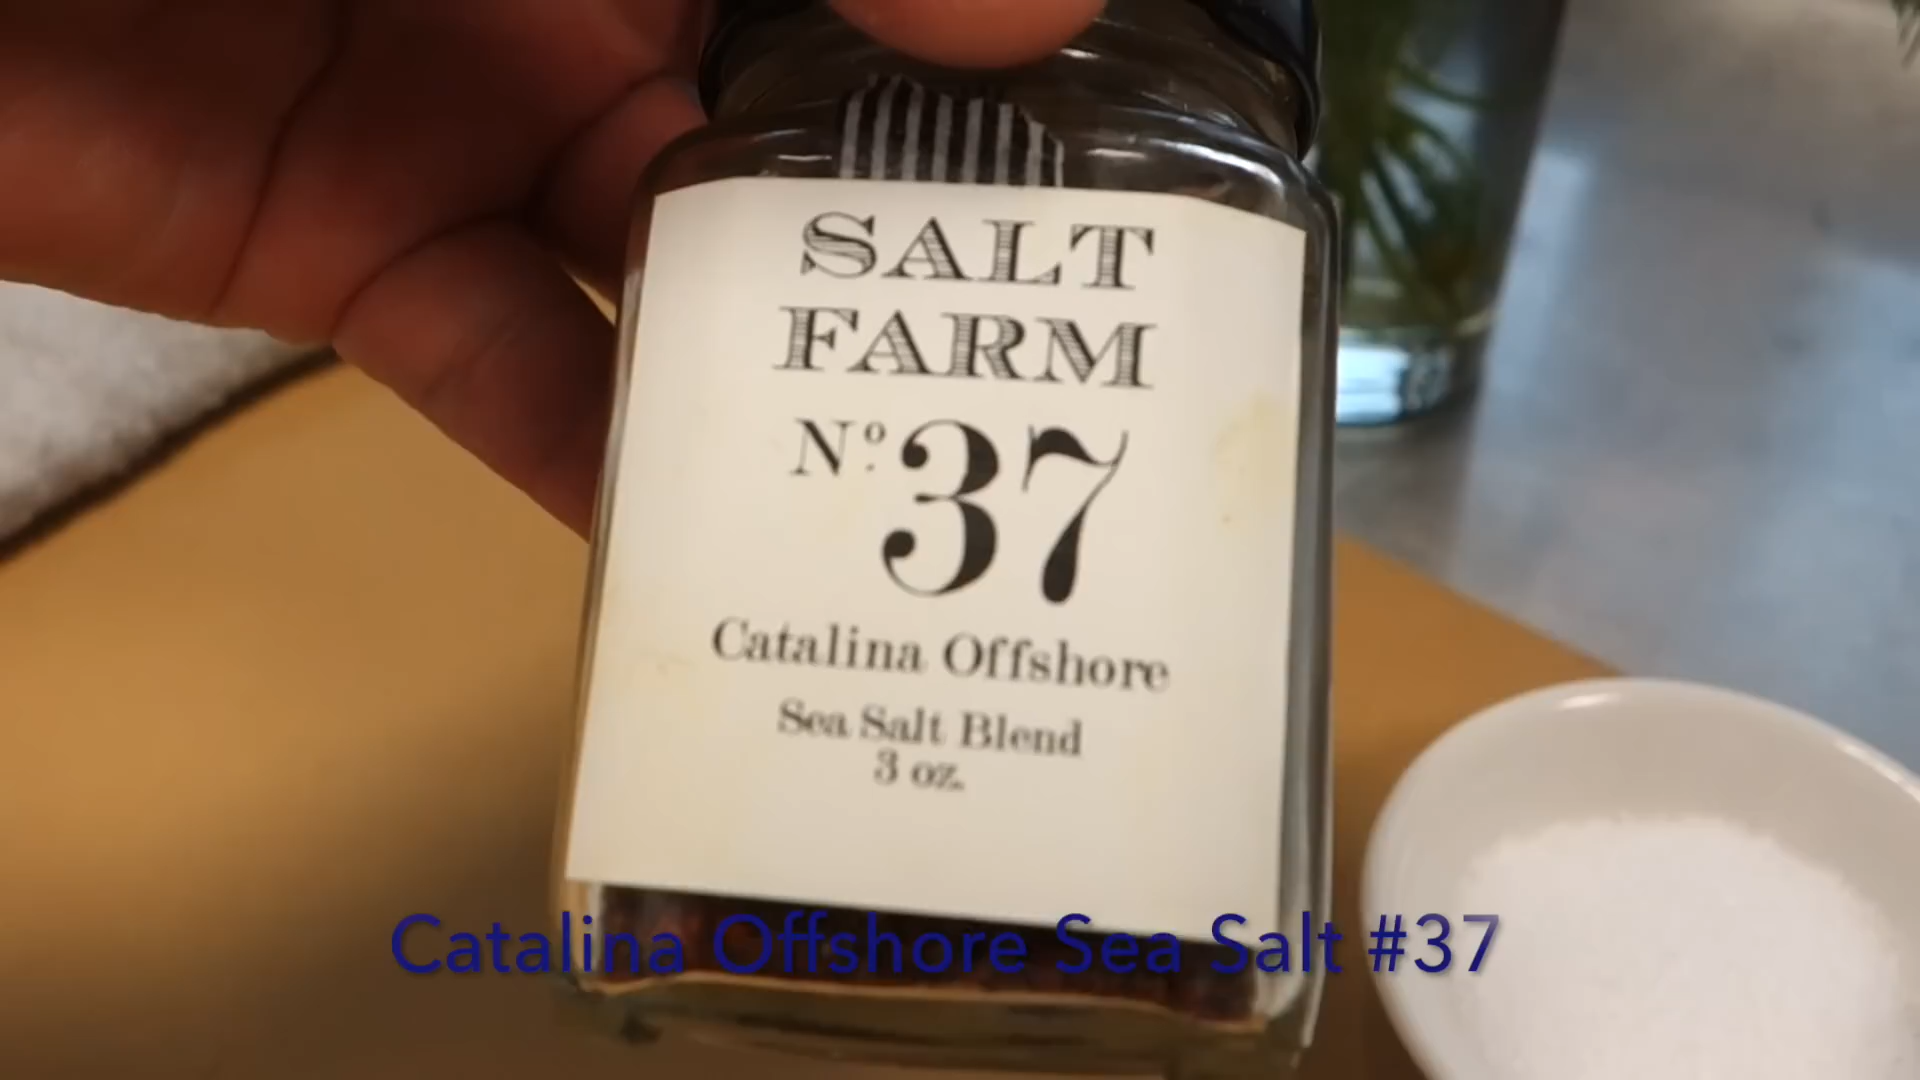 SALT
FARM
Nº 37
Catalina Offshore
Sea Salt Blend
3 oz.
Catalina Offshore Sea Salt #37